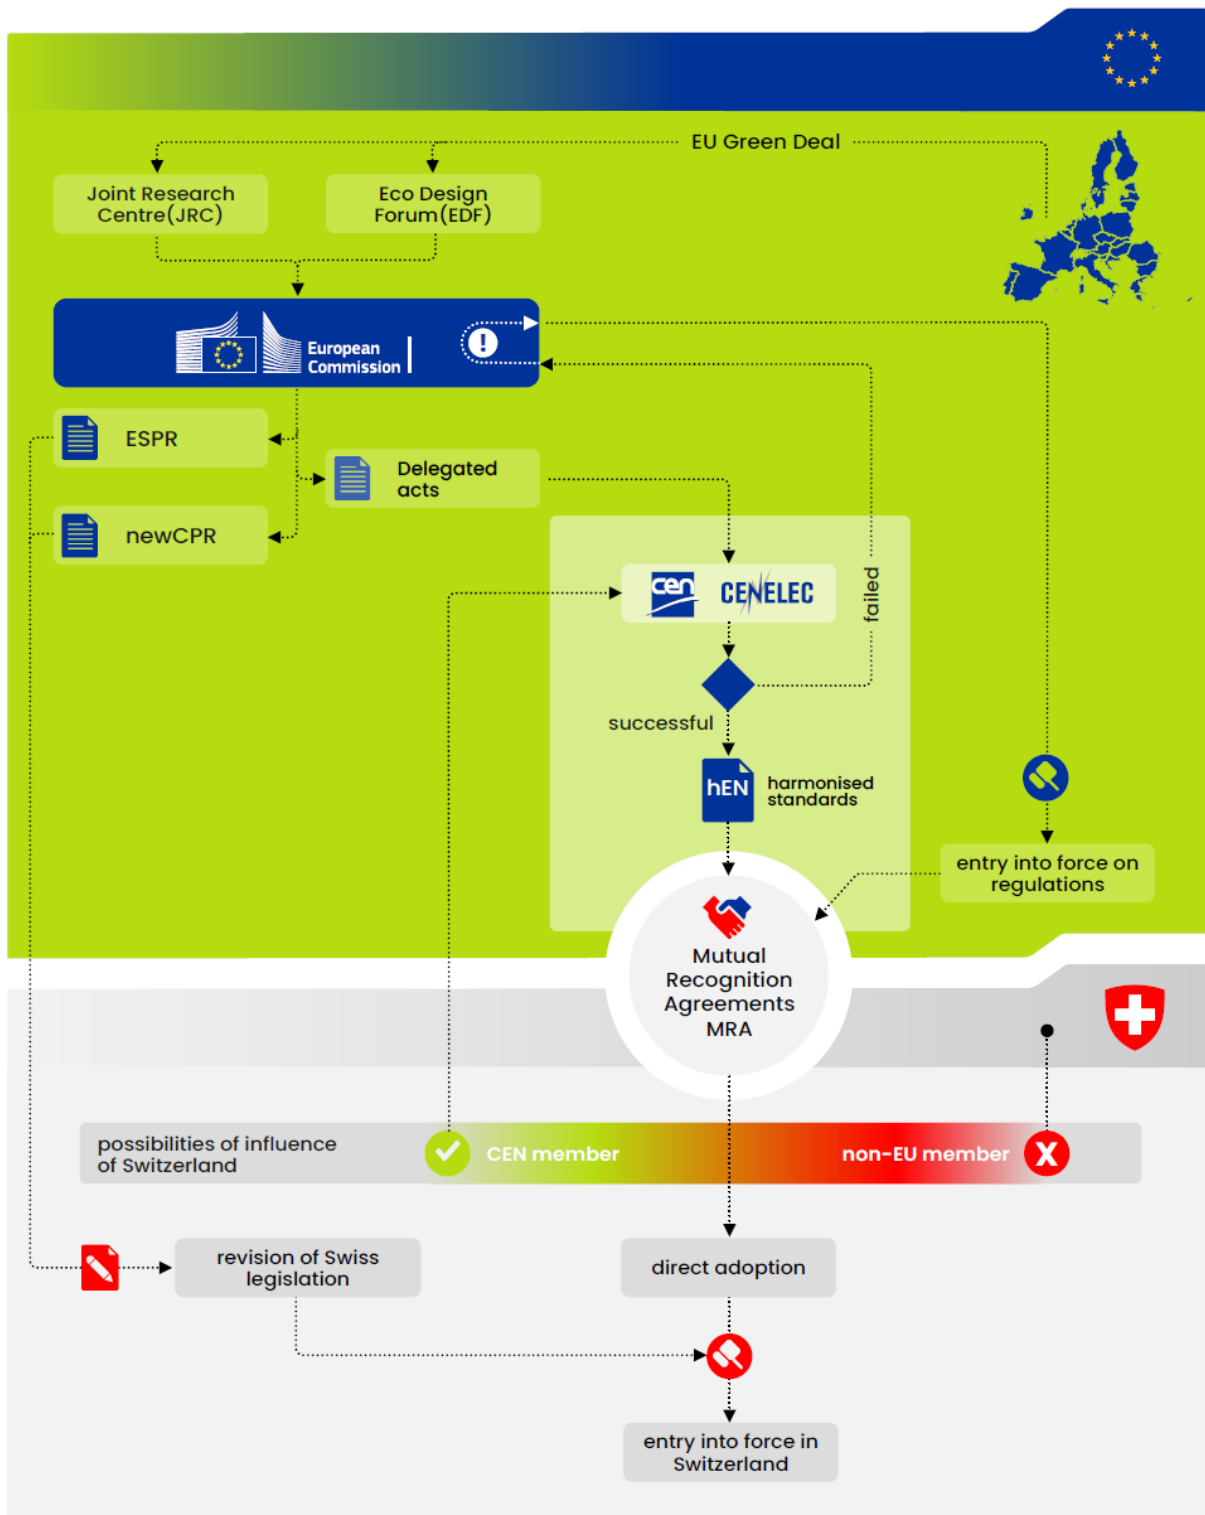 EU Green Deal
Joint Research
Centre(JRC)
Eco Design
Forum(EDF)
European
Commission
!
ESPR
Delegated
acts
newCPR
cen
CENELEC
failed
successful
hEN
harmonised
standards
entry into force on
regulations
Mutual
Recognition
Agreements
MRA
possibilities of influence
of Switzerland
CEN member
non-EU member
X
revision of Swiss
legislation
direct adoption
entry into force in
Switzerland